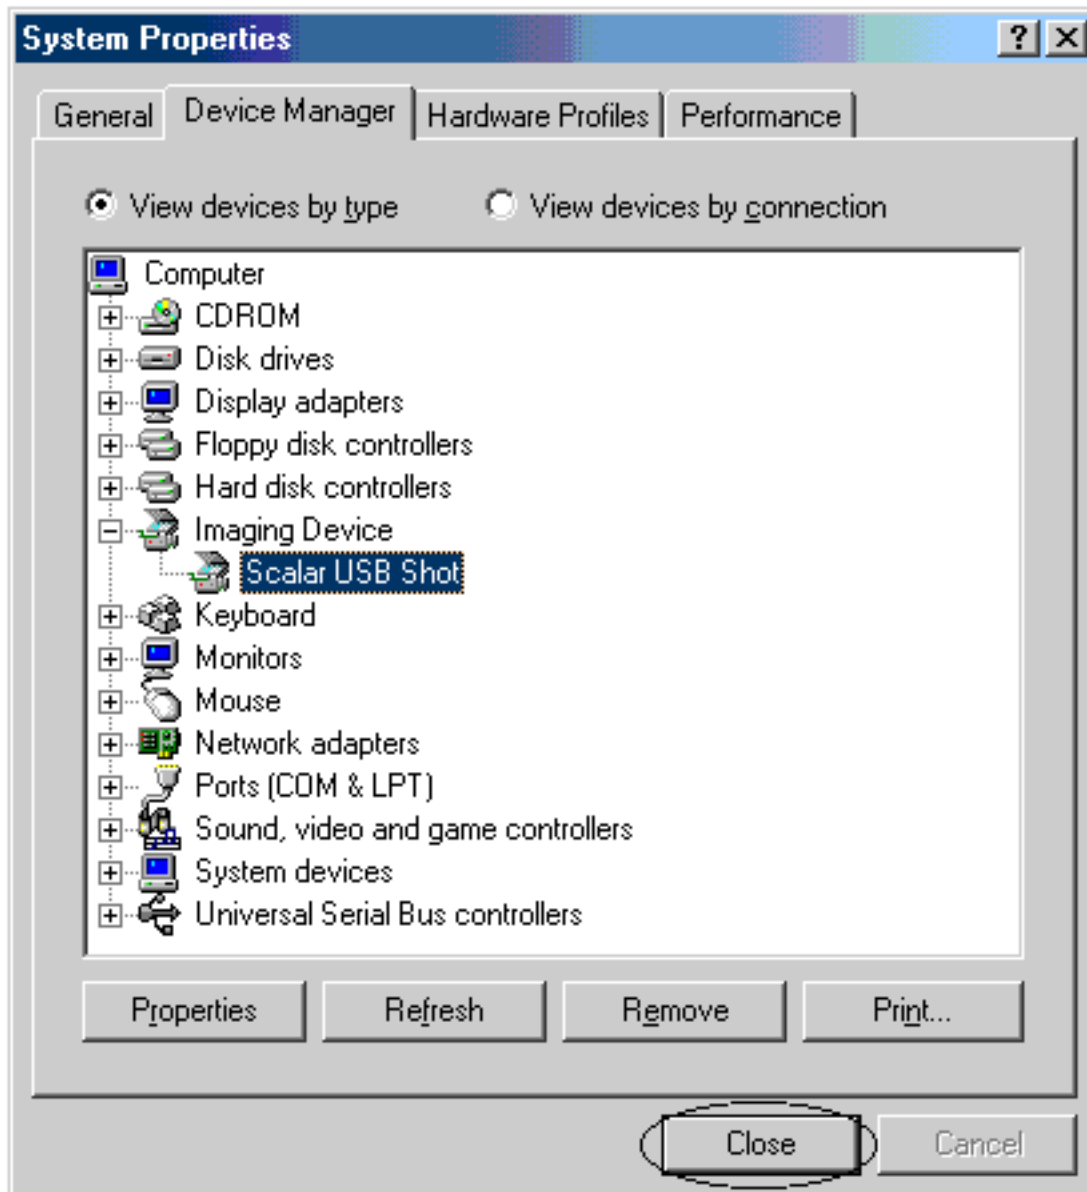 System Properties
General Device Manager Hardware Profiles Performance
View devices by type View devices by connection
Computer
CDROM
Disk drives
Display adapters
Floppy disk controllers
Hard disk controllers
Imaging Device
Scalar USB Shot
Keyboard
Monitors
Mouse
Network adapters
Ports (COM & LPT)
Sound, video and game controllers
System devices
Universal Serial Bus controllers
Properties Refresh Remove Print...
Close Cancel